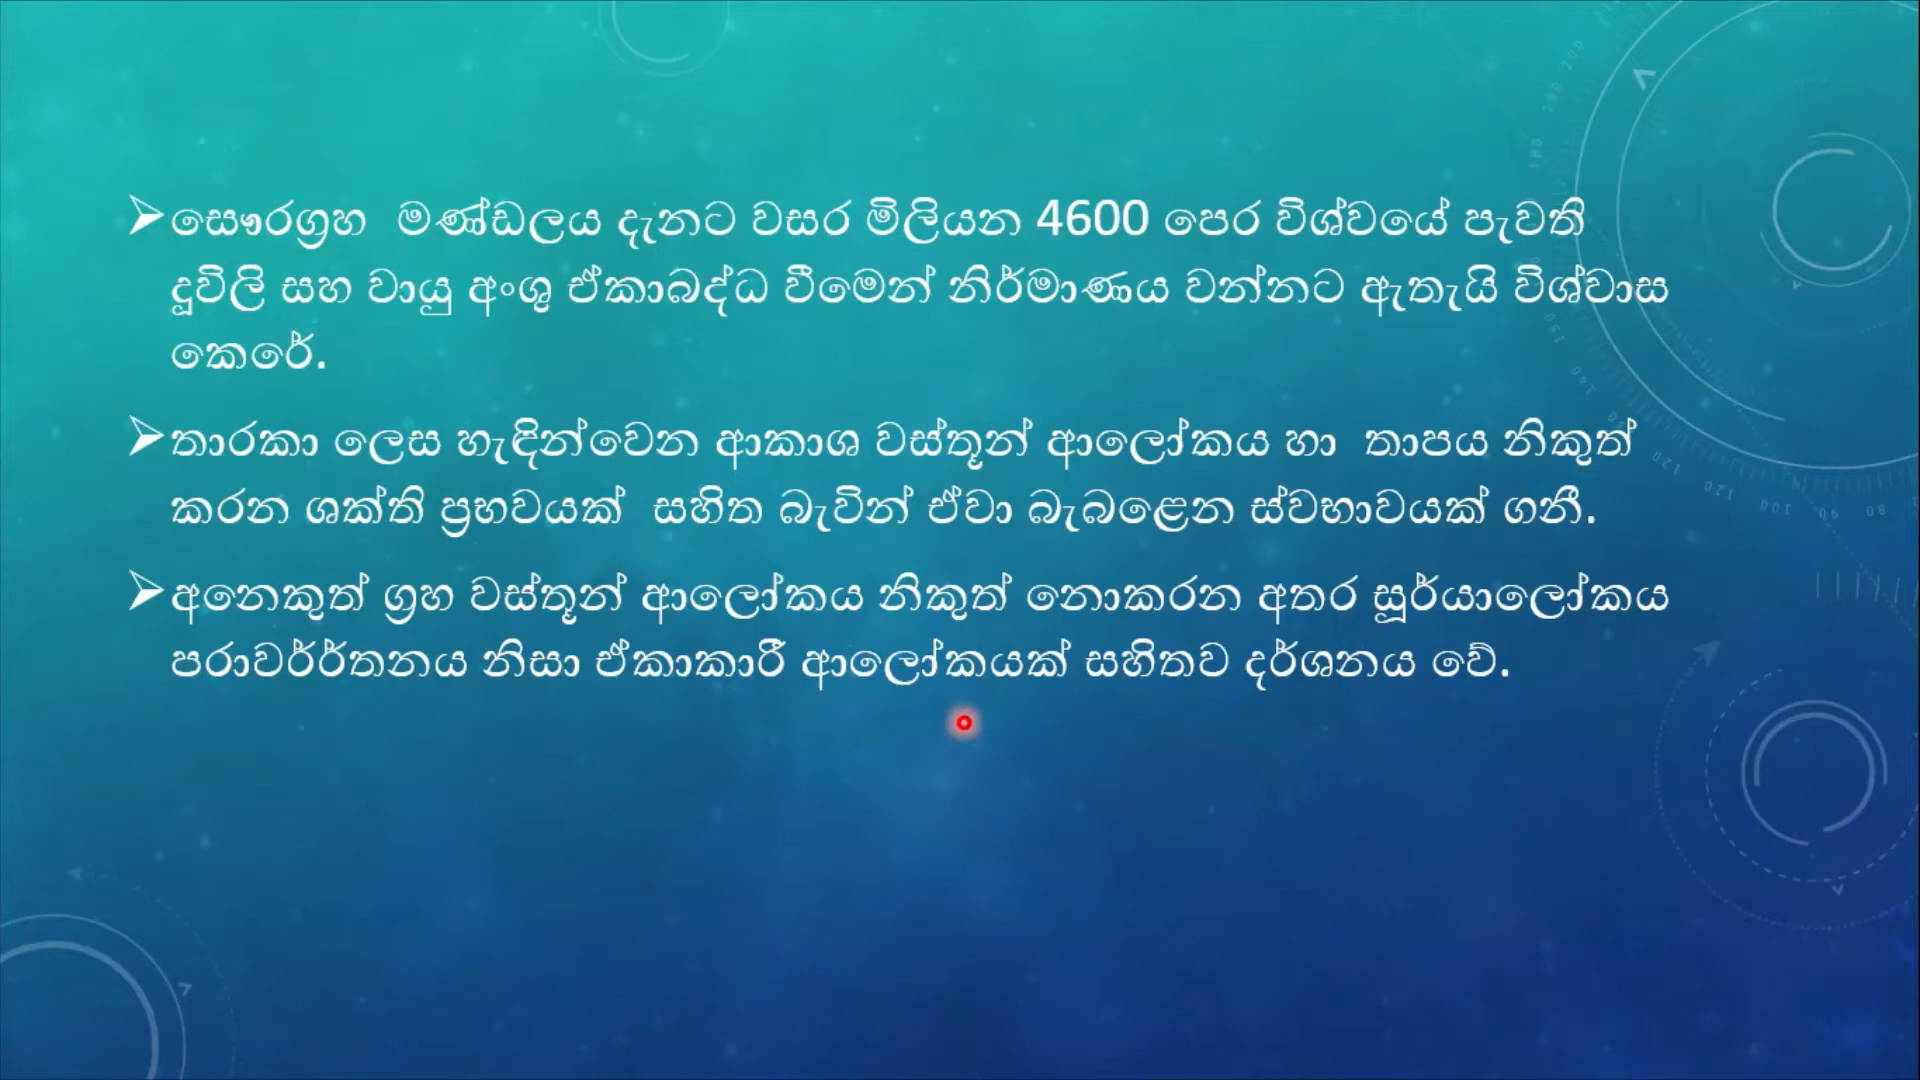 ➢සෞරග්‍රහ  මණ්ඩලය දැනට වසර මිලියන 4600 පෙර විශ්වයේ පැවති
දූවිලි සහ වායු අංශු ඒකාබද්ධ වීමෙන් නිර්මාණය වන්නට ඇතැයි විශ්වාස
කෙරේ.
➢තාරකා ලෙස හැඳින්වෙන ආකාශ වස්තූන් ආලෝකය හා  තාපය නිකුත්
කරන ශක්ති ප්‍රභවයක්  සහිත බැවින් ඒවා බැබළෙන ස්වභාවයක් ගනී.
➢අනෙකුත් ග්‍රහ වස්තූන් ආලෝකය නිකුත් නොකරන අතර සූර්යාලෝකය
පරාවර්ර්තනය නිසා ඒකාකාරී ආලෝකයක් සහිතව දර්ශනය වේ.